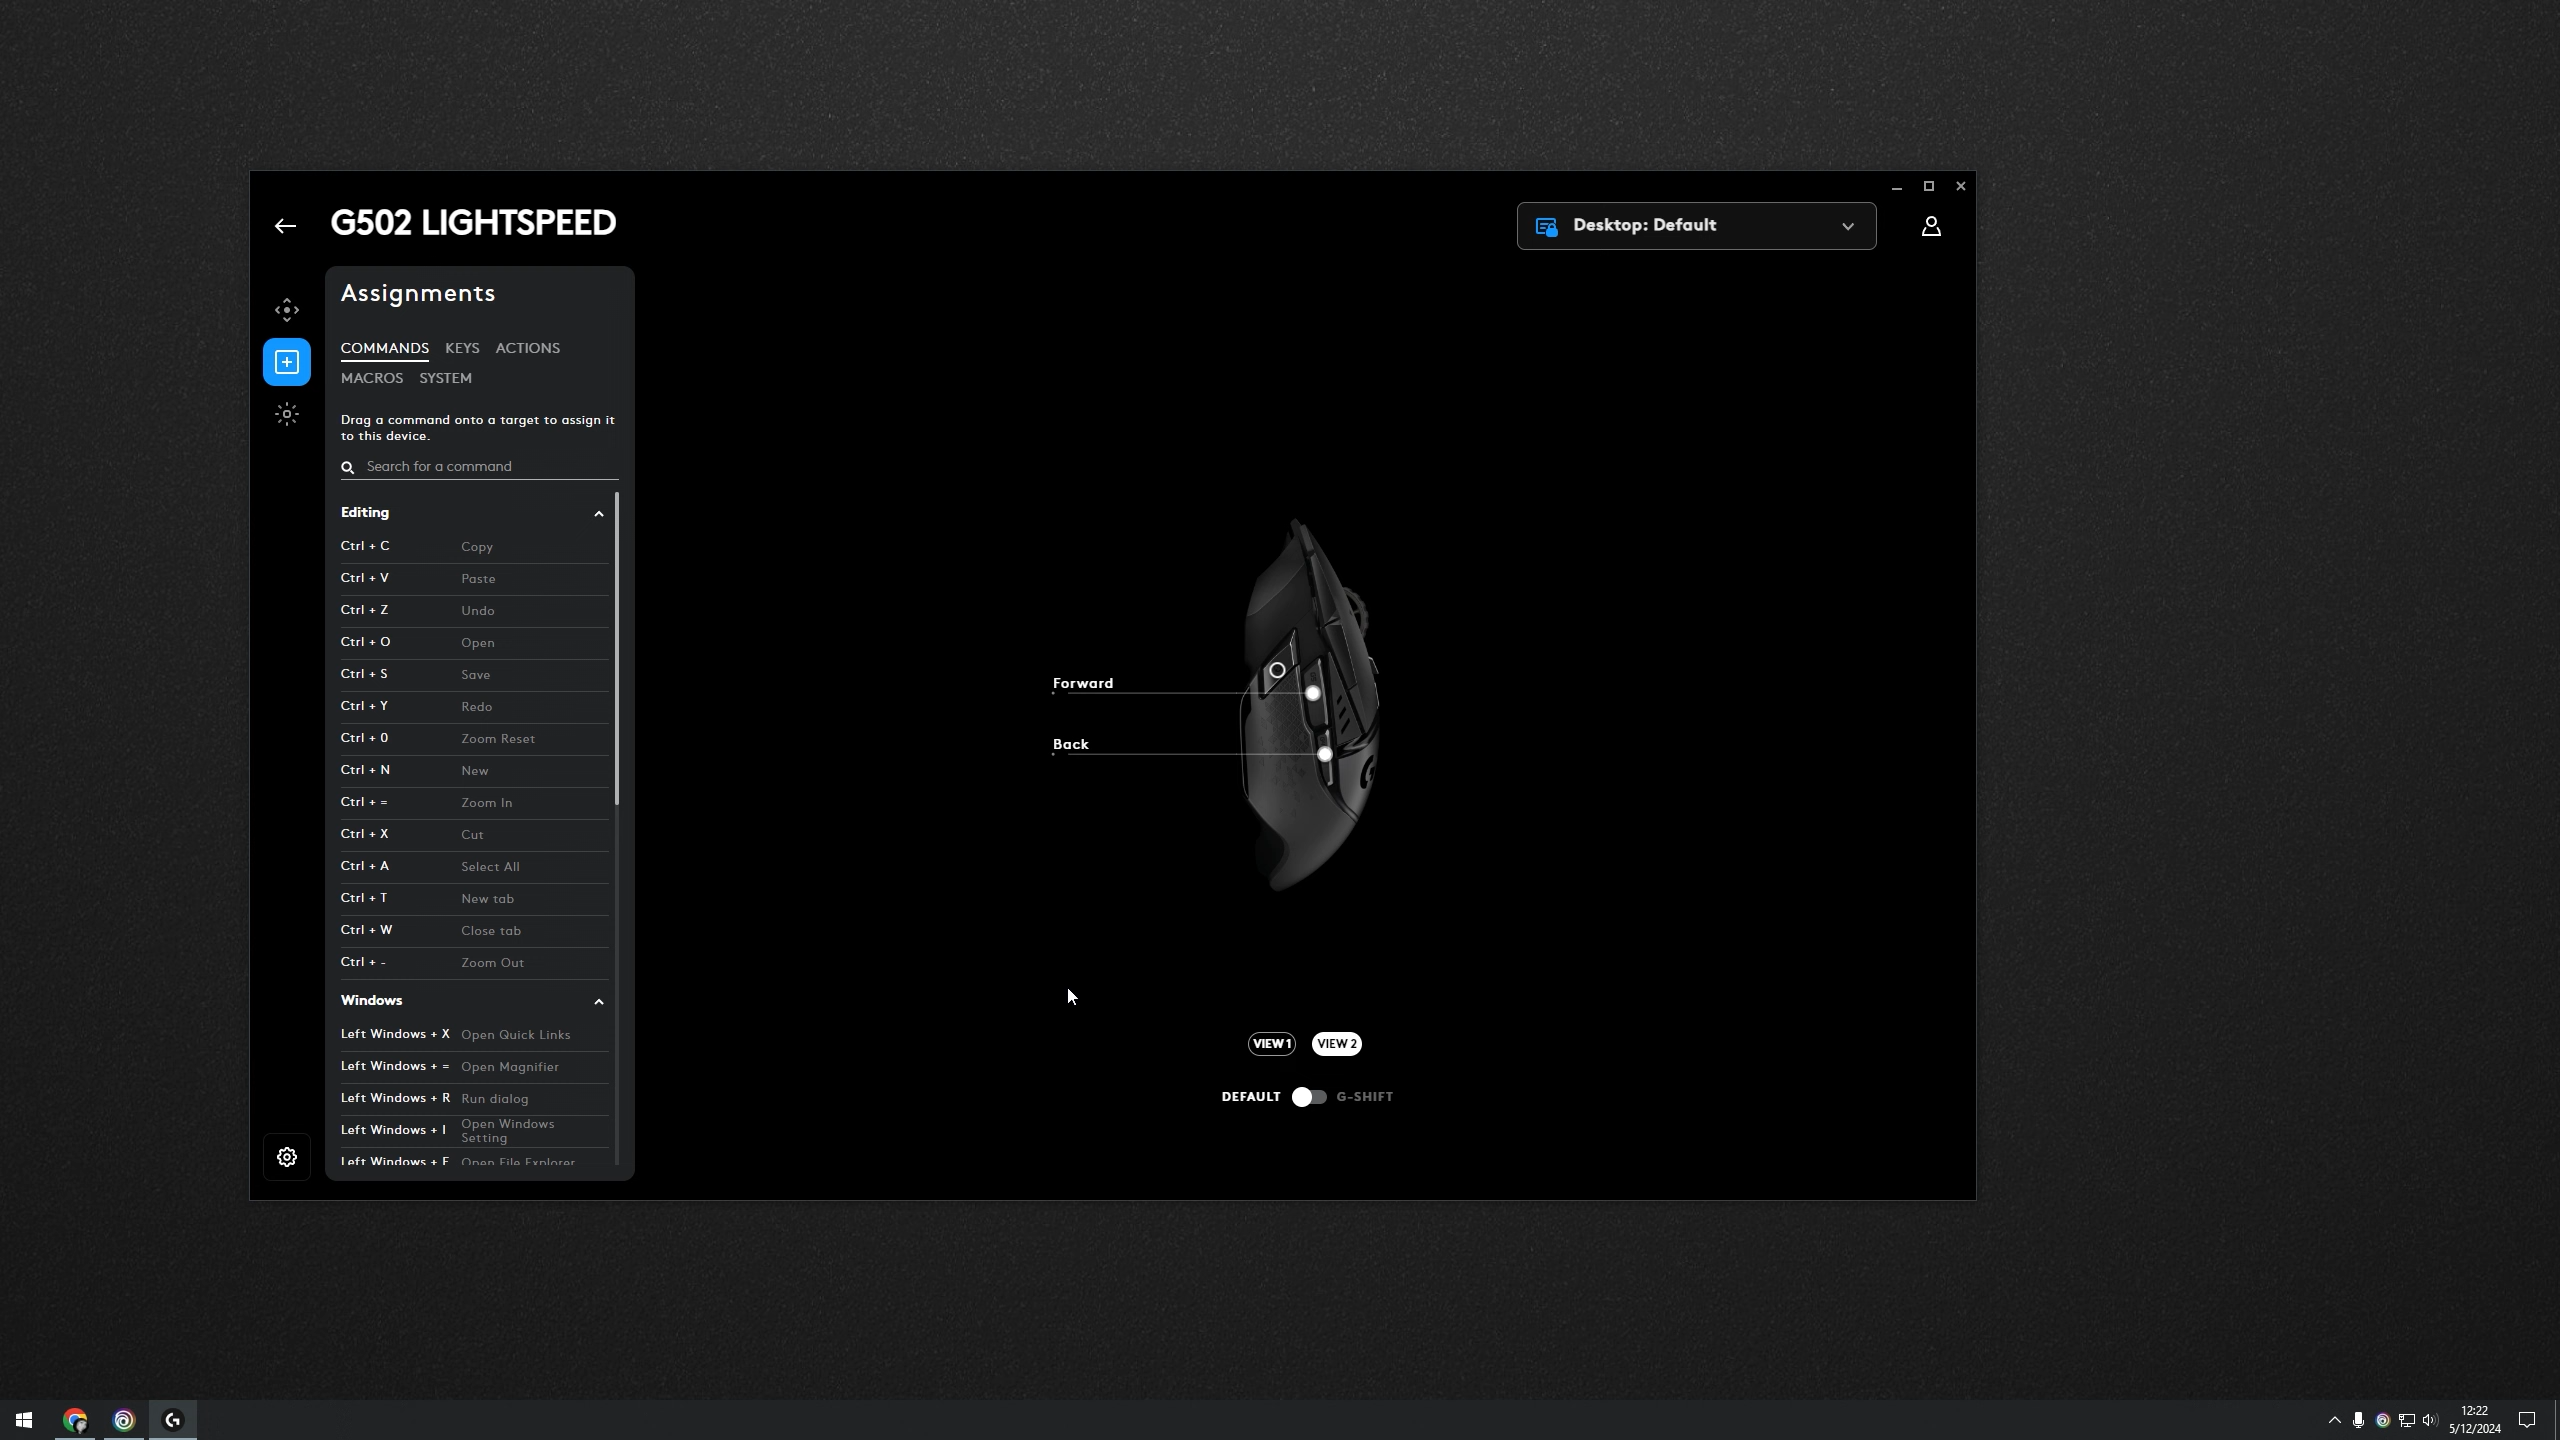 G502 LIGHTSPEED
Desktop: Default
Assignments
COMMANDS KEYS ACTIONS
MACROS SYSTEM
Drag a command onto a target to assign it
to this device.
Search for a command
Editing
Ctrl + C Copy
Ctrl + V Paste
Ctrl + Z Undo
Ctrl + O Open
Ctrl + S Save
Ctrl + Y Redo
Ctrl + 0 Zoom Reset
Ctrl + N New
Ctrl + = Zoom In
Ctrl + X Cut
Ctrl + A Select All
Ctrl + T New tab
Ctrl + W Close tab
Ctrl + - Zoom Out
Windows
Left Windows + X Open Quick Links
Left Windows + = Open Magnifier
Left Windows + R Run dialog
Left Windows + I Open Windows
Setting
Left Windows + E Open File Explorer
Forward
Back
VIEW 1 VIEW 2
DEFAULT G-SHIFT
12:22
5/12/2024